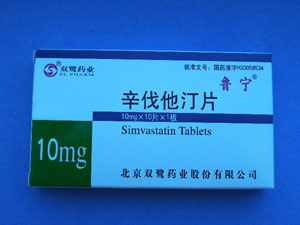 双鹭药业
SL PHARM
批准文号：国药准字H20058534
鲁宁®
辛伐他汀片
10mg×10片×1板
Simvastatin Tablets
10mg
北京双鹭药业股份有限公司